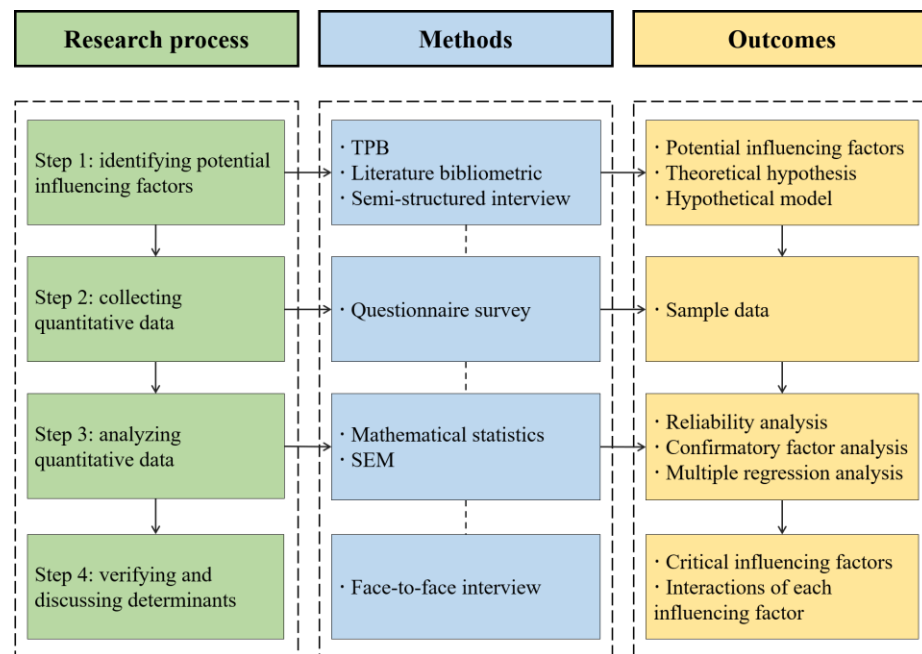 Research process
Methods
Outcomes
Step 1: identifying potential
influencing factors
· TPB
· Literature bibliometric
· Semi-structured interview
· Potential influencing factors
· Theoretical hypothesis
· Hypothetical model
Step 2: collecting
quantitative data
· Questionnaire survey
· Sample data
Step 3: analyzing
quantitative data
· Mathematical statistics
· SEM
· Reliability analysis
· Confirmatory factor analysis
· Multiple regression analysis
Step 4: verifying and
discussing determinants
· Face-to-face interview
· Critical influencing factors
· Interactions of each
influencing factor